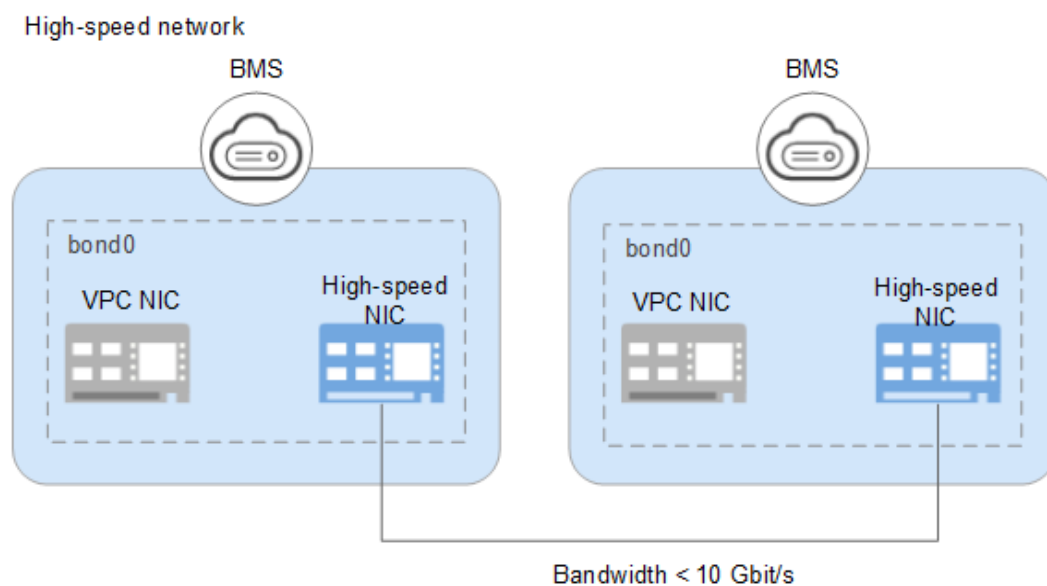 High-speed network
BMS
BMS
bond0
VPC NIC
High-speed
NIC
bond0
VPC NIC
High-speed
NIC
Bandwidth < 10 Gbit/s